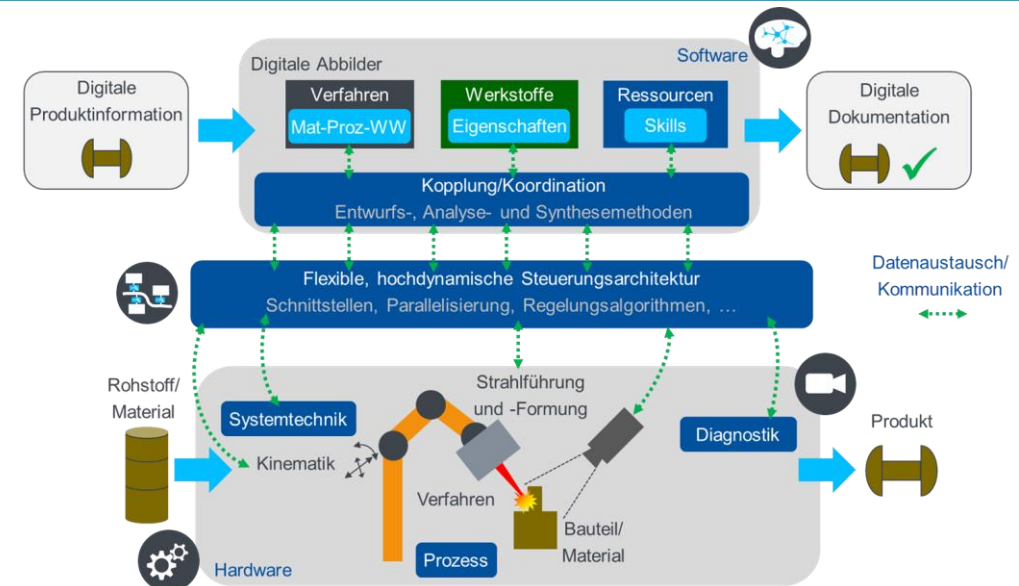 Digitale
Produktinformation
Digitale Abbilder
Software
Verfahren
Mat-Proz-WW
Werkstoffe
Eigenschaften
Ressourcen
Skills
Digitale
Dokumentation
Kopplung/Koordination
Entwurfs-, Analyse- und Synthesemethoden
Flexible, hochdynamische Steuerungsarchitektur
Schnittstellen, Parallelisierung, Regelungsalgorithmen, …
Datenaustausch/
Kommunikation
Rohstoff/
Material
Systemtechnik
Kinematik
Strahlführung
und -Formung
Verfahren
Bauteil/
Material
Prozess
Diagnostik
Produkt
Hardware